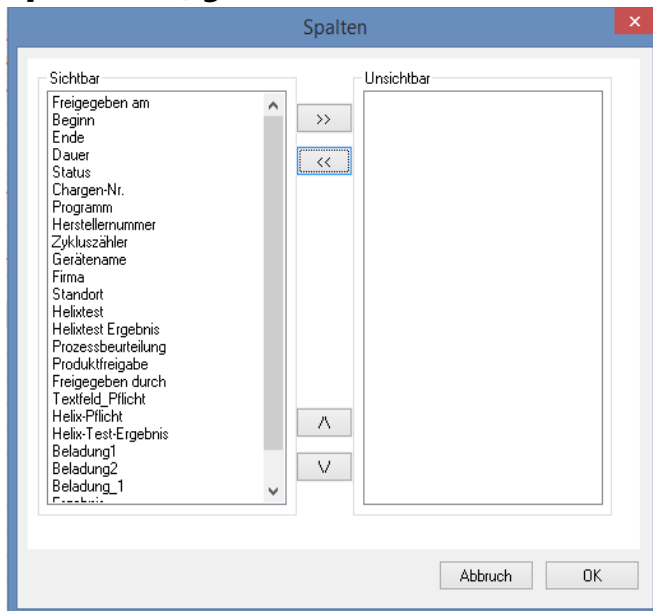 Spalten
Sichtbar
Freigegeben am
Beginn
Ende
Dauer
Status
Chargen-Nr.
Programm
Herstellernummer
Zykluszähler
Gerätename
Firma
Standort
Helixtest
Helixtest Ergebnis
Prozessbeurteilung
Produktfreigabe
Freigegeben durch
Textfeld_Pflicht
Helix-Pflicht
Helix-Test-Ergebnis
Beladung1
Beladung2
Beladung_1
>>
<<
/\
\/
Unsichtbar
Abbruch OK